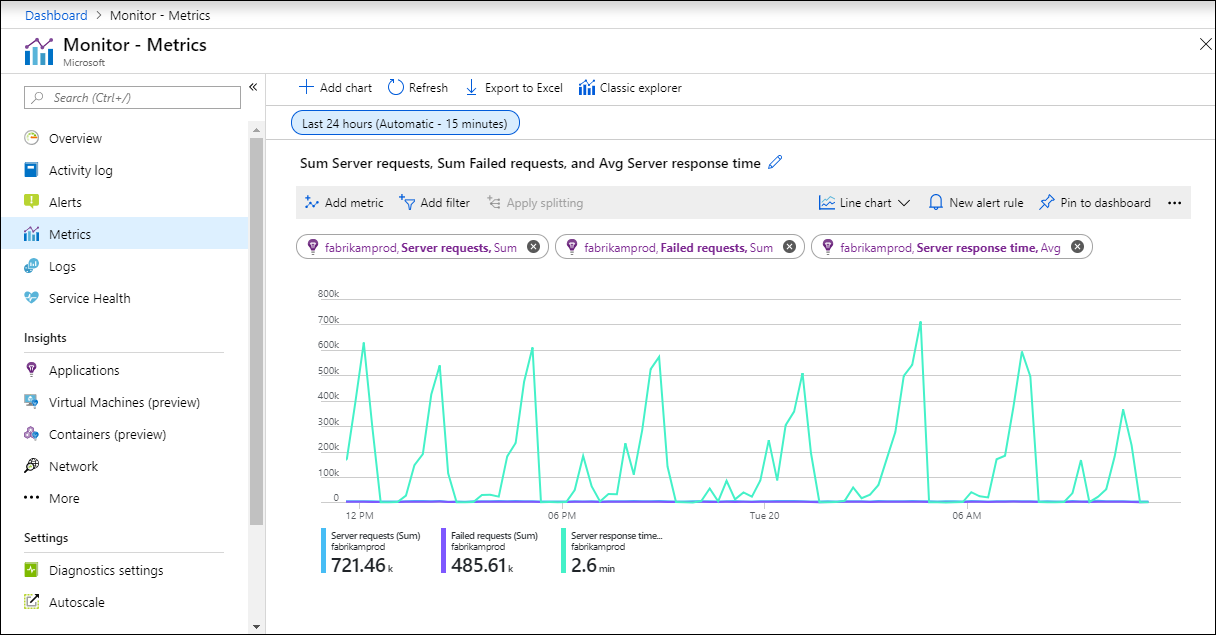 Dashboard > Monitor - Metrics
Monitor - Metrics
Microsoft
Search (Ctrl+/)
«
Overview
Activity log
Alerts
Metrics
Logs
Service Health
Insights
Applications
Virtual Machines (preview)
Containers (preview)
Network
More
Settings
Diagnostics settings
Autoscale
Add chart Refresh Export to Excel Classic explorer
Last 24 hours (Automatic - 15 minutes)
Sum Server requests, Sum Failed requests, and Avg Server response time
Add metric Add filter Apply splitting Line chart New alert rule Pin to dashboard
fabrikamprod, Server requests, Sum fabrikamprod, Failed requests, Sum fabrikamprod, Server response time, Avg
800k
700k
600k
500k
400k
300k
200k
100k
0
12 PM 06 PM Tue 20 06 AM
Server requests (Sum)
fabrikamprod
721.46 k
Failed requests (Sum)
fabrikamprod
485.61 k
Server response time...
fabrikamprod
2.6 min